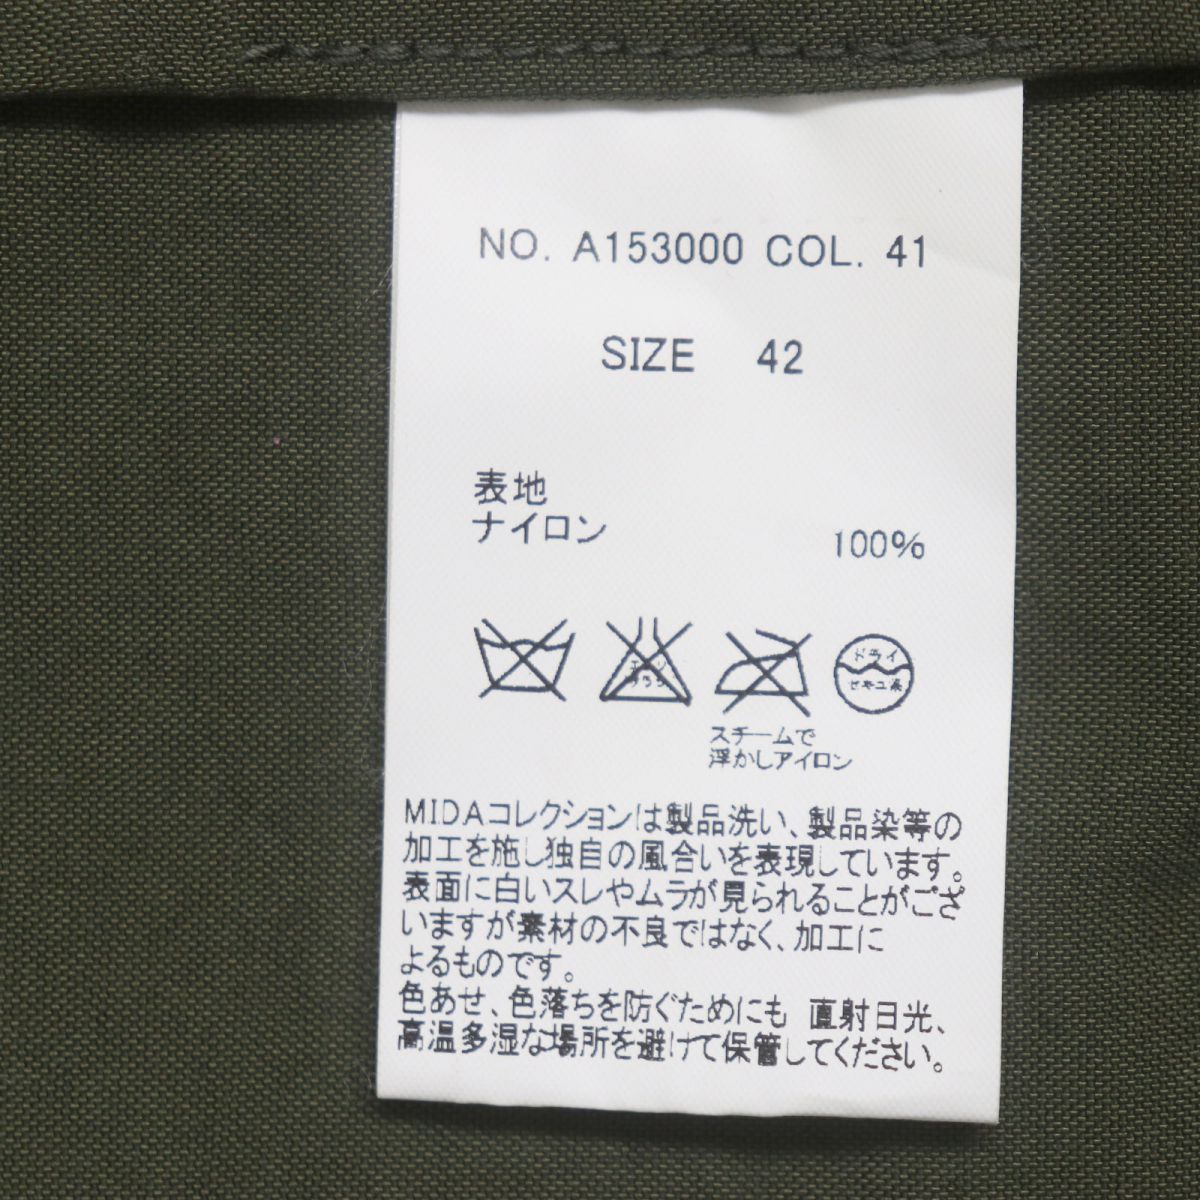 NO. A153000 COL. 41
SIZE 42
表地
ナイロン 100%
エンソ
サラシ
ドライ
セキユ系
スチームで
浮かしアイロン
MIDAコレクションは製品洗い、製品染等の
加工を施し独自の風合いを表現しています。
表面に白いスレやムラが見られることがござ
いますが素材の不良ではなく、加工に
よるものです。
色あせ、色落ちを防ぐためにも 直射日光、
高温多湿な場所を避けて保管してください。